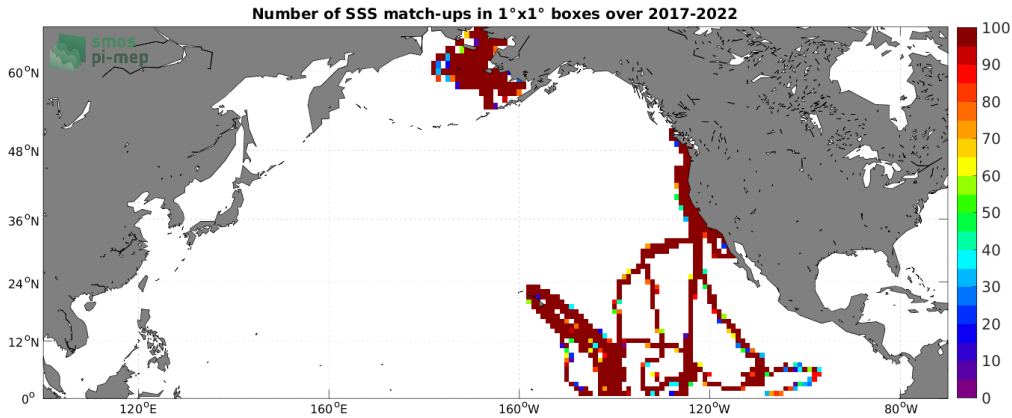 Number of SSS match-ups in 1°x1° boxes over 2017-2022
smos
pi-mep
60°N
48°N
36°N
24°N
12°N
0°
120°E
160°E
160°W
120°W
80°W
100
90
80
70
60
50
40
30
20
10
0